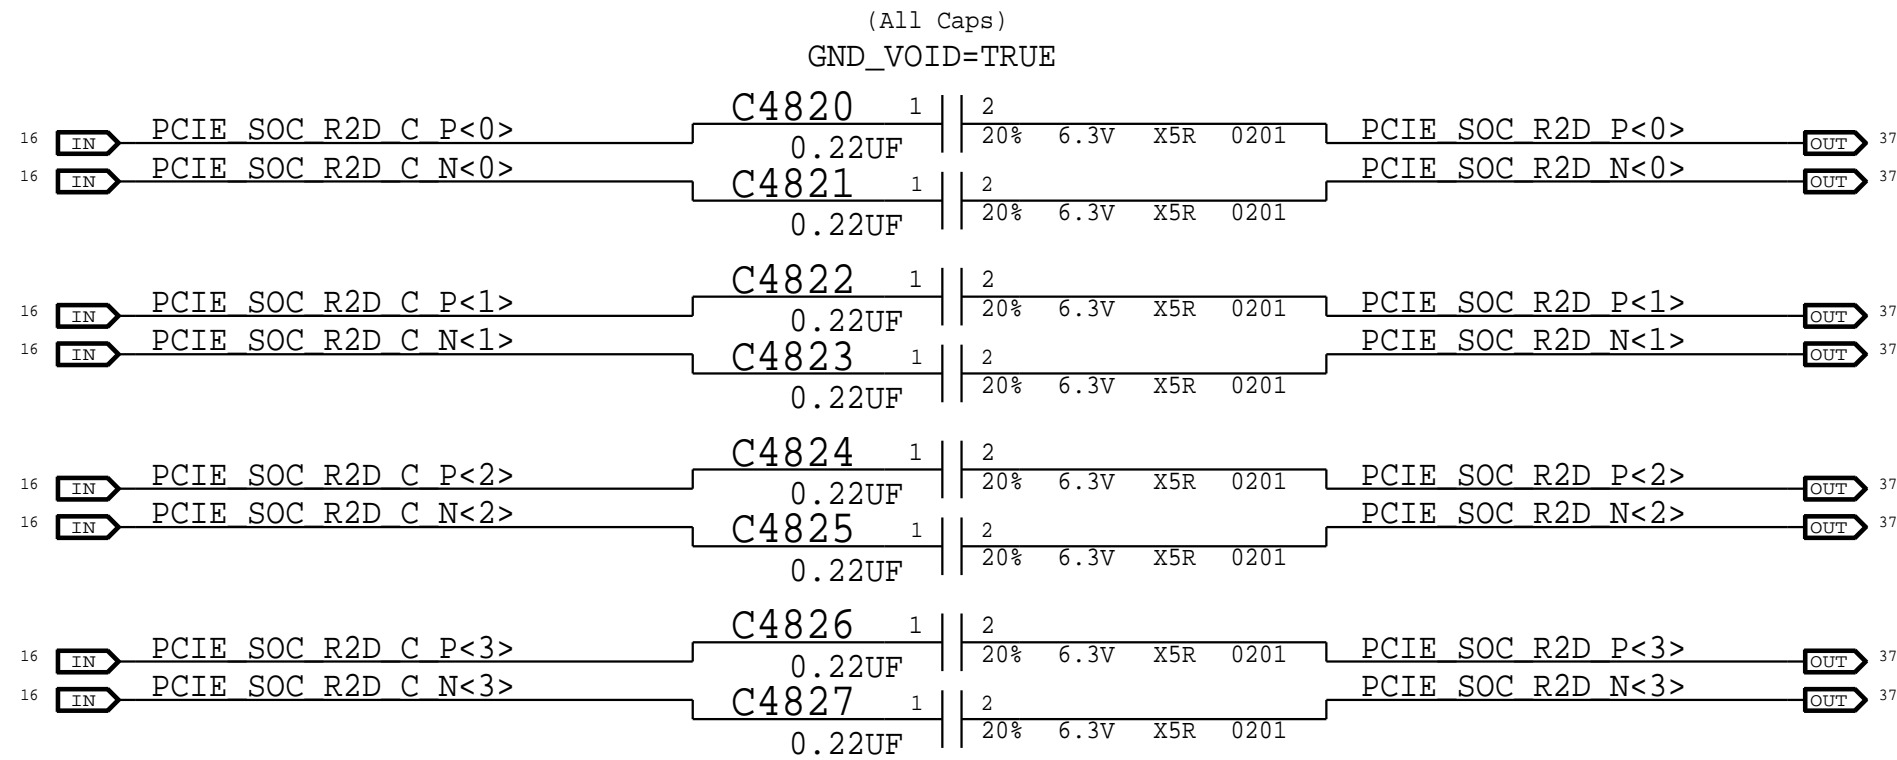 (All Caps)
GND_VOID=TRUE
C4820 1 2
16 IN PCIE_SOC_R2D_C_P<0> 0.22UF 20% 6.3V X5R 0201 PCIE_SOC_R2D_P<0> OUT 37
16 IN PCIE_SOC_R2D_C_N<0> C4821 1 2 PCIE_SOC_R2D_N<0> OUT 37
0.22UF 20% 6.3V X5R 0201
C4822 1 2
16 IN PCIE_SOC_R2D_C_P<1> 0.22UF 20% 6.3V X5R 0201 PCIE_SOC_R2D_P<1> OUT 37
16 IN PCIE_SOC_R2D_C_N<1> C4823 1 2 PCIE_SOC_R2D_N<1> OUT 37
0.22UF 20% 6.3V X5R 0201
C4824 1 2
16 IN PCIE_SOC_R2D_C_P<2> 0.22UF 20% 6.3V X5R 0201 PCIE_SOC_R2D_P<2> OUT 37
16 IN PCIE_SOC_R2D_C_N<2> C4825 1 2 PCIE_SOC_R2D_N<2> OUT 37
0.22UF 20% 6.3V X5R 0201
C4826 1 2
16 IN PCIE_SOC_R2D_C_P<3> 0.22UF 20% 6.3V X5R 0201 PCIE_SOC_R2D_P<3> OUT 37
16 IN PCIE_SOC_R2D_C_N<3> C4827 1 2 PCIE_SOC_R2D_N<3> OUT 37
0.22UF 20% 6.3V X5R 0201